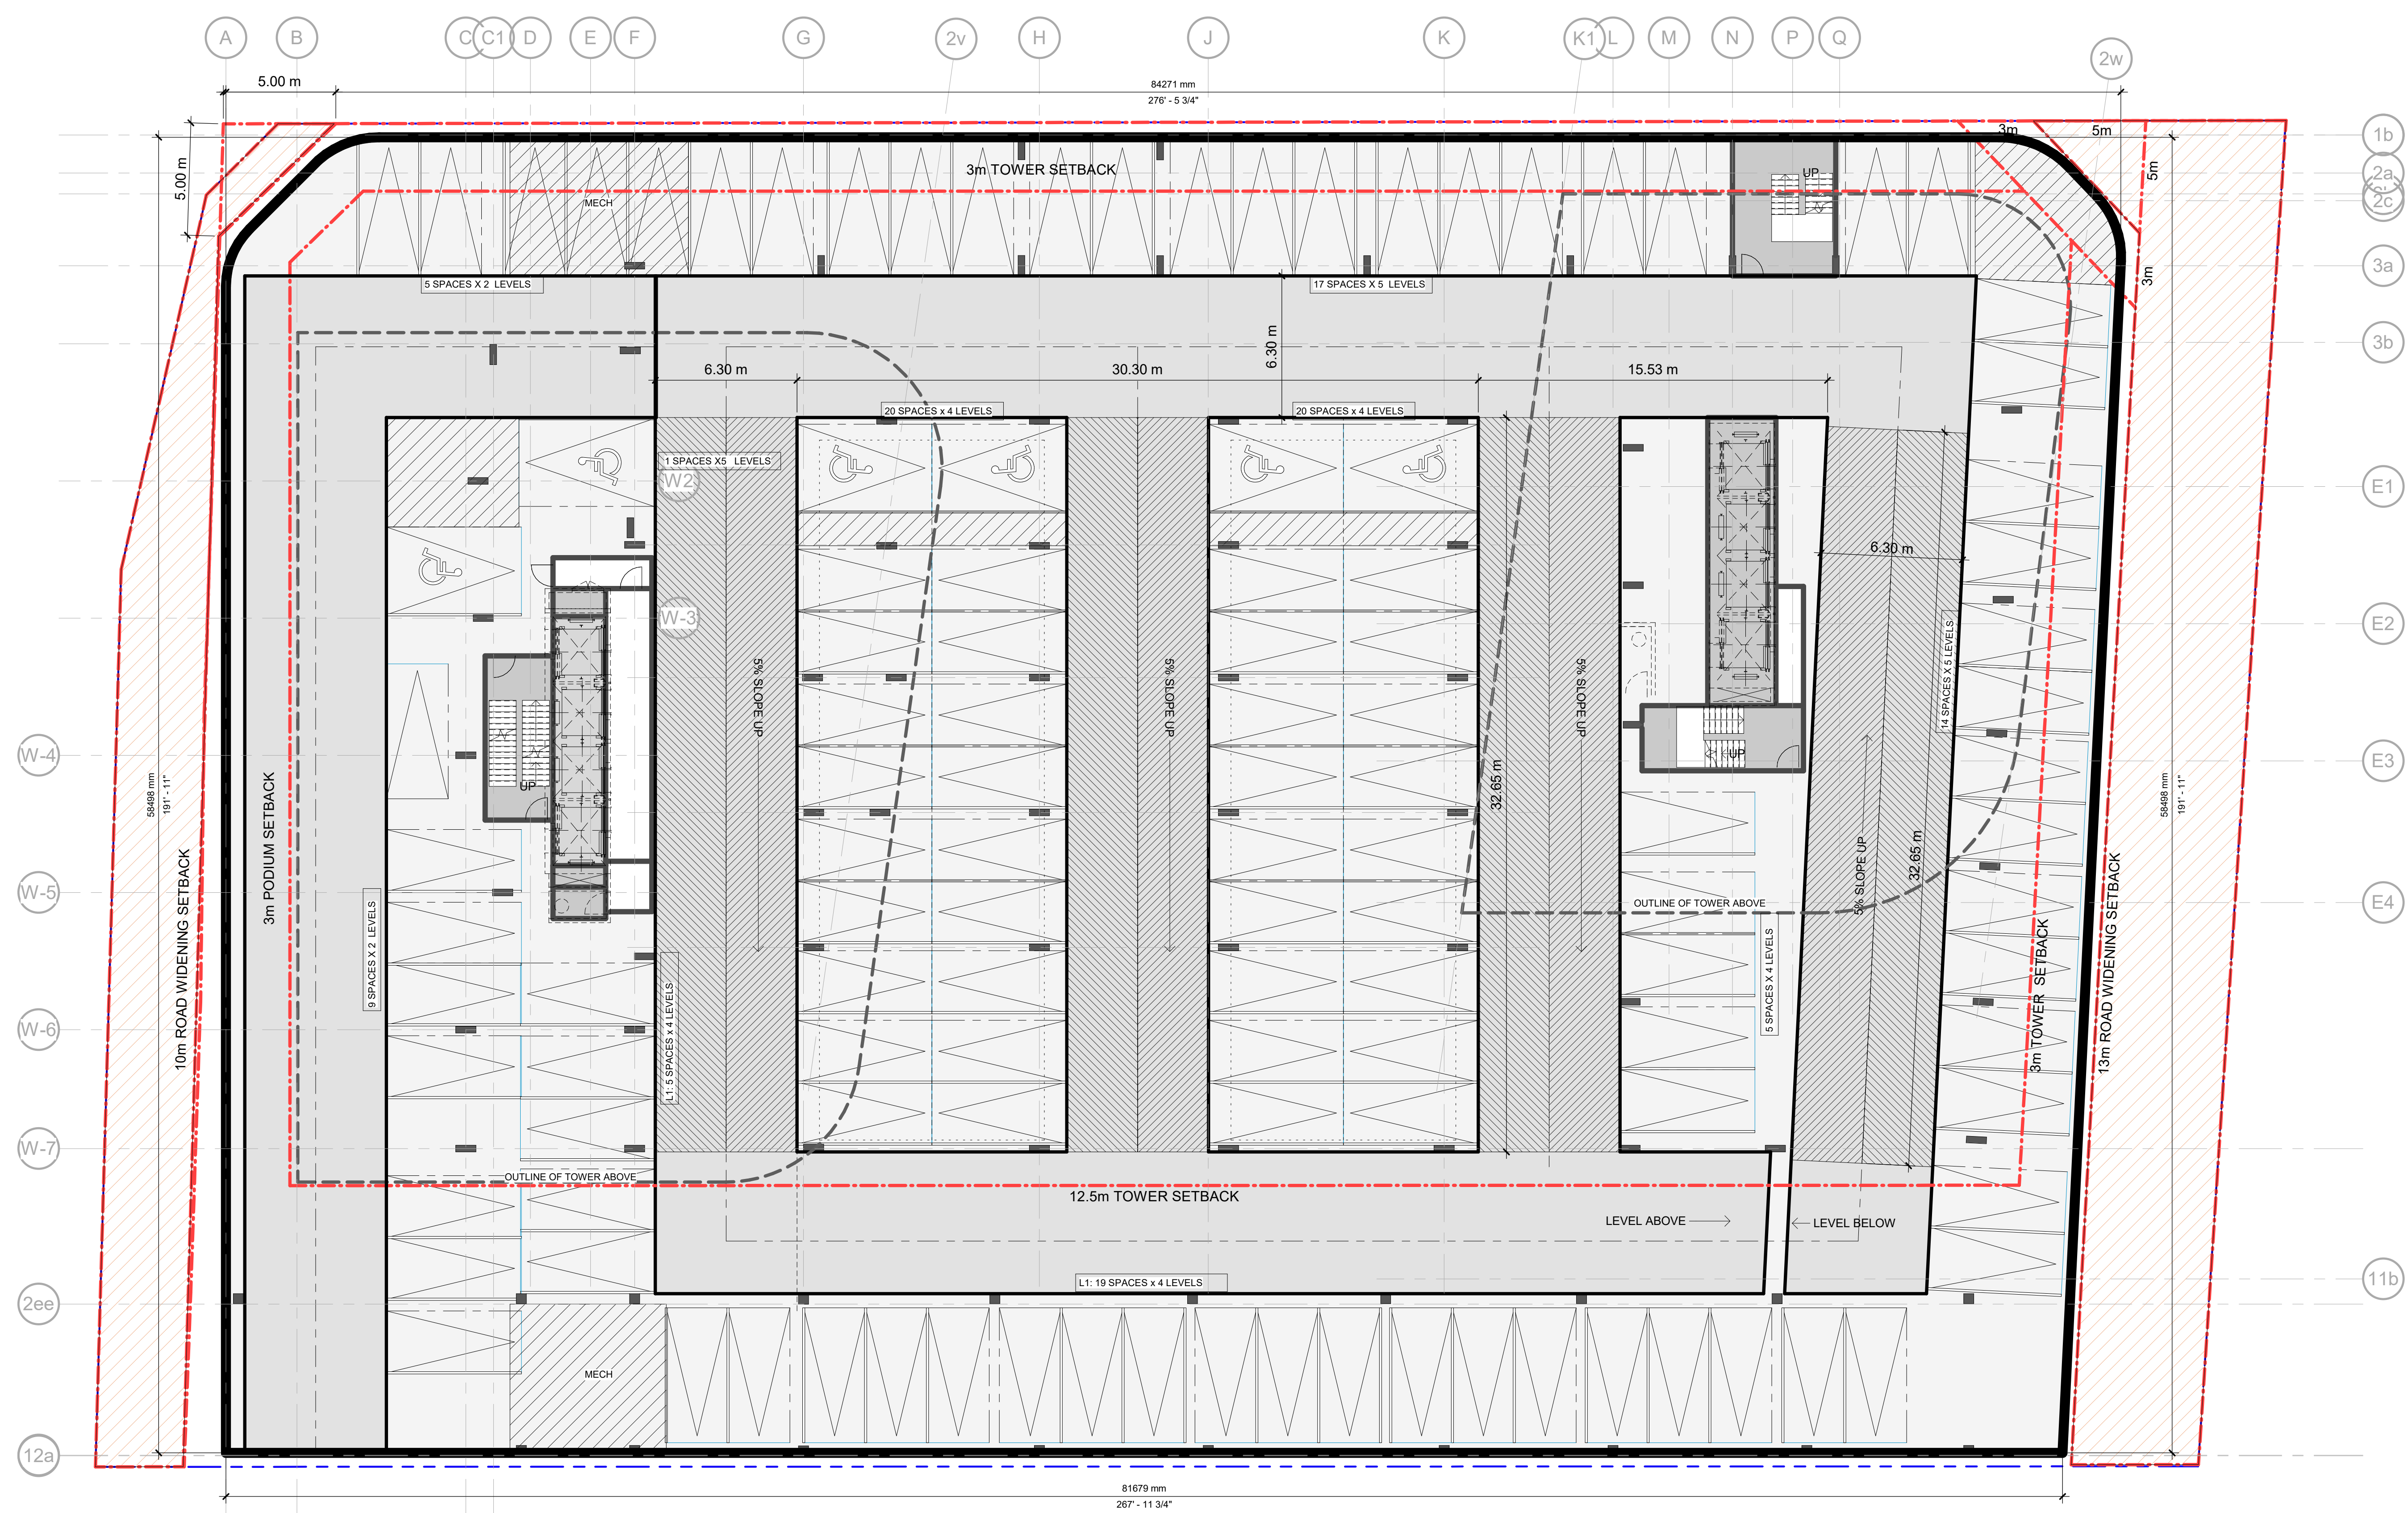 A
B
C
C1
D
E
F
G
2v
H
J
K
K1
L
M
N
P
Q
2w
5.00 m
84271 mm
276' - 5 3/4"
3m
5m
1b
5.00 m
3m TOWER SETBACK
UP
5m
2a
2c
MECH
3m
3a
5 SPACES X 2 LEVELS
17 SPACES X 5 LEVELS
6.30 m
3b
6.30 m
30.30 m
15.53 m
20 SPACES x 4 LEVELS
20 SPACES x 4 LEVELS
1 SPACES X5 LEVELS
W2
E1
6.30 m
W-3
E2
14 SPACES X 5 LEVELS
5% SLOPE UP
5% SLOPE UP
5% SLOPE UP
W-4
UP
UP
E3
58498 mm
191' - 11"
3m PODIUM SETBACK
32.65 m
58498 mm
191' - 11"
5% SLOPE UP
32.65 m
W-5
OUTLINE OF TOWER ABOVE
E4
10m ROAD WIDENING SETBACK
9 SPACES X 2 LEVELS
L1: 5 SPACES x 4 LEVELS
5 SPACES X 4 LEVELS
3m TOWER SETBACK
13m ROAD WIDENING SETBACK
W-6
W-7
OUTLINE OF TOWER ABOVE
12.5m TOWER SETBACK
LEVEL ABOVE
LEVEL BELOW
L1: 19 SPACES x 4 LEVELS
11b
2ee
MECH
12a
81679 mm
267' - 11 3/4"